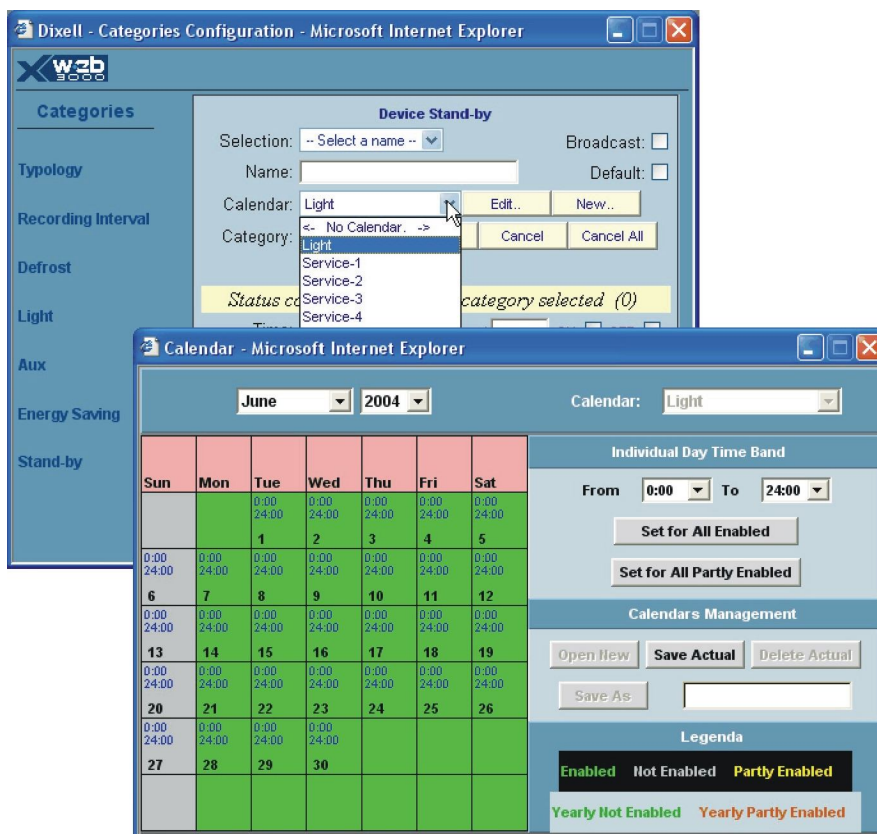 Dixell - Categories Configuration - Microsoft Internet Explorer
XWEB 3000
Categories
Typology
Recording Interval
Defrost
Light
Aux
Energy Saving
Stand-by
Device Stand-by
Selection: -- Select a name -- Broadcast:
Name: Default:
Calendar: Light Edit.. New..
Category: Cancel Cancel All
<- No Calendar. ->
Light
Service-1
Service-2
Service-3
Service-4
Status category selected (0)
Calendar - Microsoft Internet Explorer
June 2004 Calendar: Light
Sun Mon Tue Wed Thu Fri Sat
0:00 0:00 0:00 0:00 0:00
24:00 24:00 24:00 24:00 24:00
1 2 3 4 5
0:00 0:00 0:00 0:00 0:00 0:00 0:00
24:00 24:00 24:00 24:00 24:00 24:00 24:00
6 7 8 9 10 11 12
0:00 0:00 0:00 0:00 0:00 0:00 0:00
24:00 24:00 24:00 24:00 24:00 24:00 24:00
13 14 15 16 17 18 19
0:00 0:00 0:00 0:00 0:00 0:00 0:00
24:00 24:00 24:00 24:00 24:00 24:00 24:00
20 21 22 23 24 25 26
0:00 0:00 0:00 0:00
24:00 24:00 24:00 24:00
27 28 29 30
Individual Day Time Band
From 0:00 To 24:00
Set for All Enabled
Set for All Partly Enabled
Calendars Management
Open New Save Actual Delete Actual
Save As
Legenda
Enabled Not Enabled Partly Enabled
Yearly Not Enabled Yearly Partly Enabled